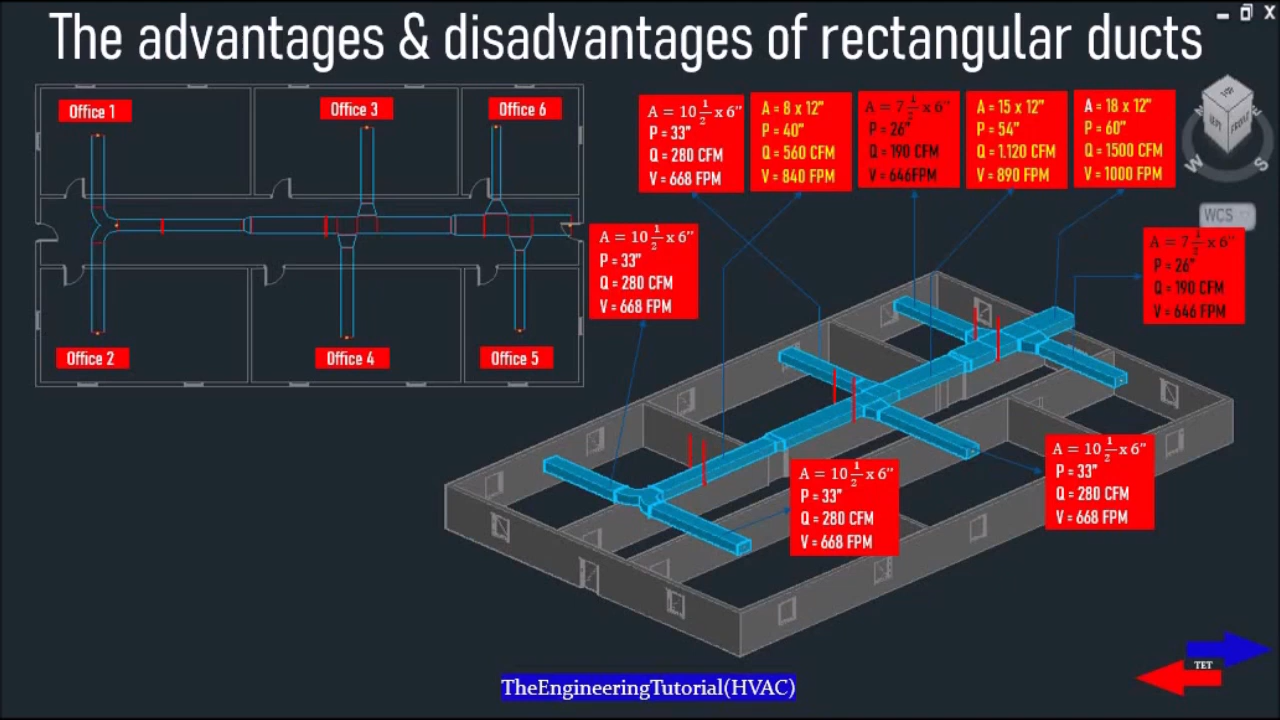 The advantages & disadvantages of rectangular ducts
X
Office 1
Office 3
Office 6
Office 2
Office 4
Office 5
A = 10 1/2 x 6"
P = 33"
Q = 280 CFM
V = 668 FPM
A = 8 x 12"
P = 40"
Q = 560 CFM
V = 840 FPM
A = 7 1/2 x 6"
P = 26"
Q = 190 CFM
V = 646FPM
A = 15 x 12"
P = 54"
Q = 1.120 CFM
V = 890 FPM
A = 18 x 12"
P = 60"
Q = 1500 CFM
V = 1000 FPM
TOP
LEFT
FRONT
N
E
W
S
WCS
A = 10 1/2 x 6"
P = 33"
Q = 280 CFM
V = 668 FPM
A = 7 1/2 x 6"
P = 26"
Q = 190 CFM
V = 646 FPM
A = 10 1/2 x 6"
P = 33"
Q = 280 CFM
V = 668 FPM
A = 10 1/2 x 6"
P = 33"
Q = 280 CFM
V = 668 FPM
TET
TheEngineeringTutorial(HVAC)